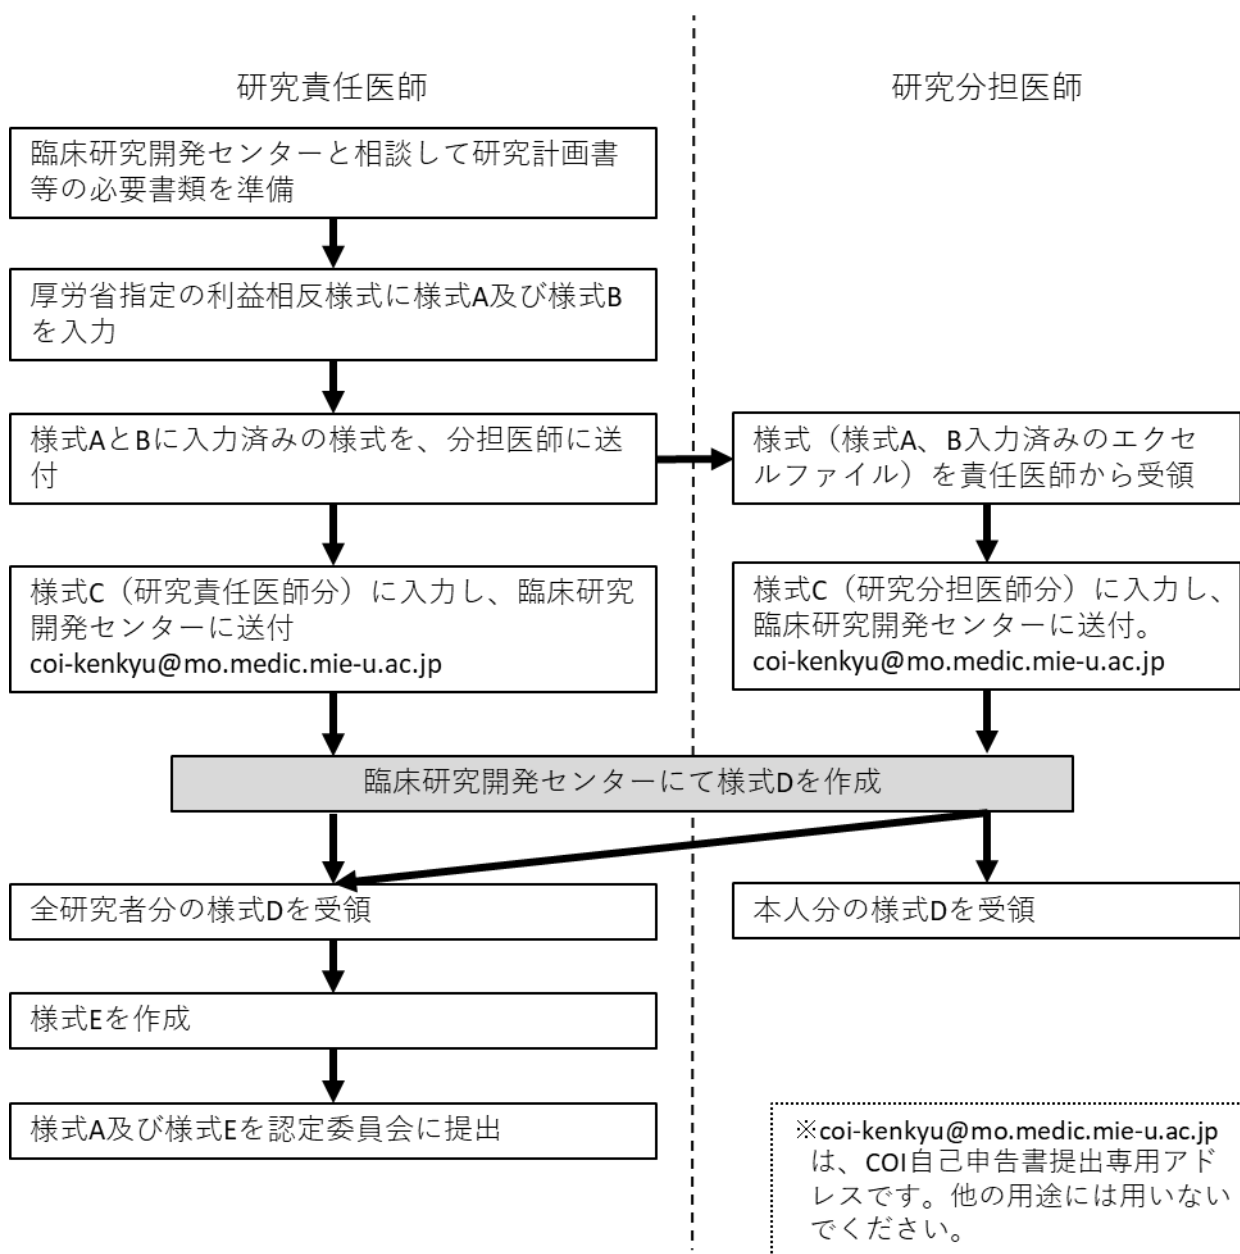 研究責任医師
研究分担医師
臨床研究開発センターと相談して研究計画書
等の必要書類を準備
厚労省指定の利益相反様式に様式A及び様式B
を入力
様式AとBに入力済みの様式を、分担医師に送
付
様式（様式A、B入力済みのエクセ
ルファイル）を責任医師から受領
様式C（研究責任医師分）に入力し、臨床研究
開発センターに送付
coi-kenkyu@mo.medic.mie-u.ac.jp
様式C（研究分担医師分）に入力し、
臨床研究開発センターに送付。
coi-kenkyu@mo.medic.mie-u.ac.jp
臨床研究開発センターにて様式Dを作成
全研究者分の様式Dを受領
本人分の様式Dを受領
様式Eを作成
様式A及び様式Eを認定委員会に提出
※coi-kenkyu@mo.medic.mie-u.ac.jp
は、COI自己申告書提出専用アド
レスです。他の用途には用いない
でください。